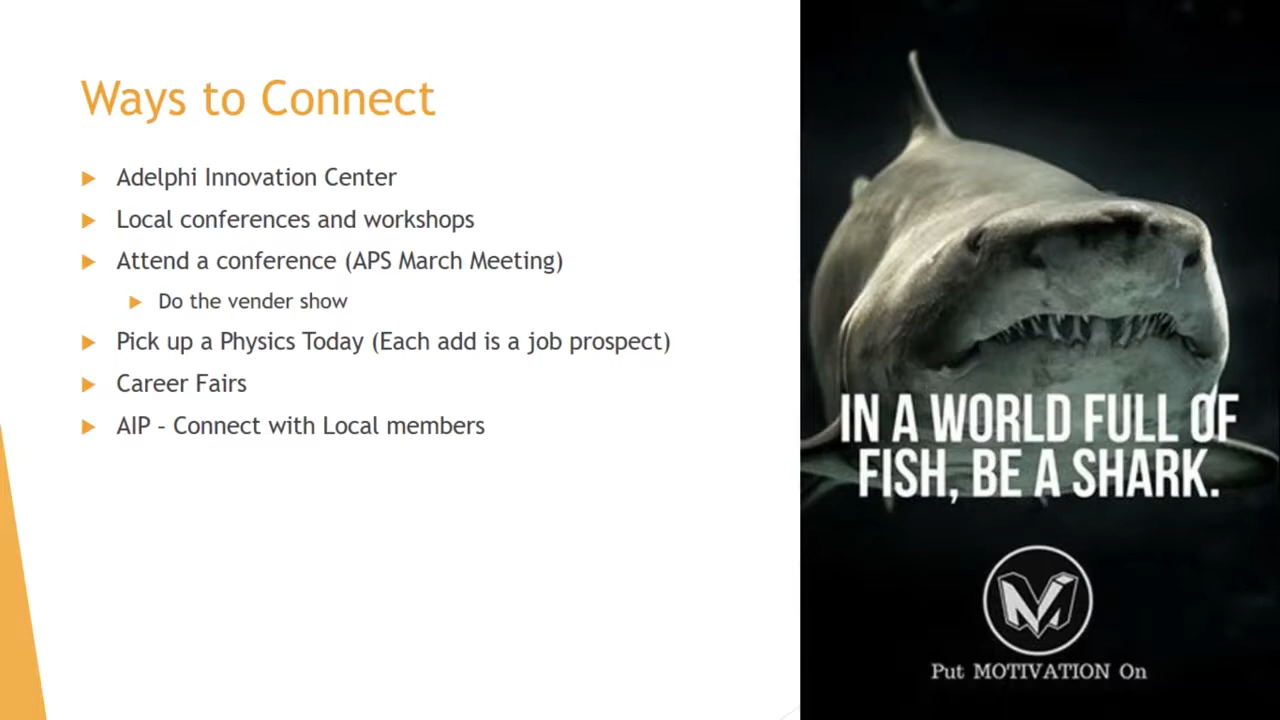 Ways to Connect
Adelphi Innovation Center
Local conferences and workshops
Attend a conference (APS March Meeting)
Do the vender show
Pick up a Physics Today (Each add is a job prospect)
Career Fairs
AIP – Connect with Local members
IN A WORLD FULL OF
FISH, BE A SHARK.
Put MOTIVATION On